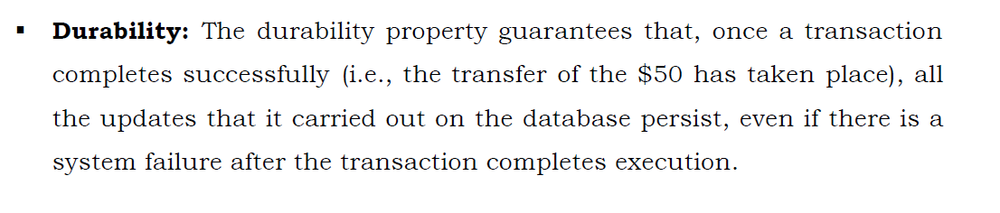 ▪ Durability: The durability property guarantees that, once a transaction
completes successfully (i.e., the transfer of the $50 has taken place), all
the updates that it carried out on the database persist, even if there is a
system failure after the transaction completes execution.